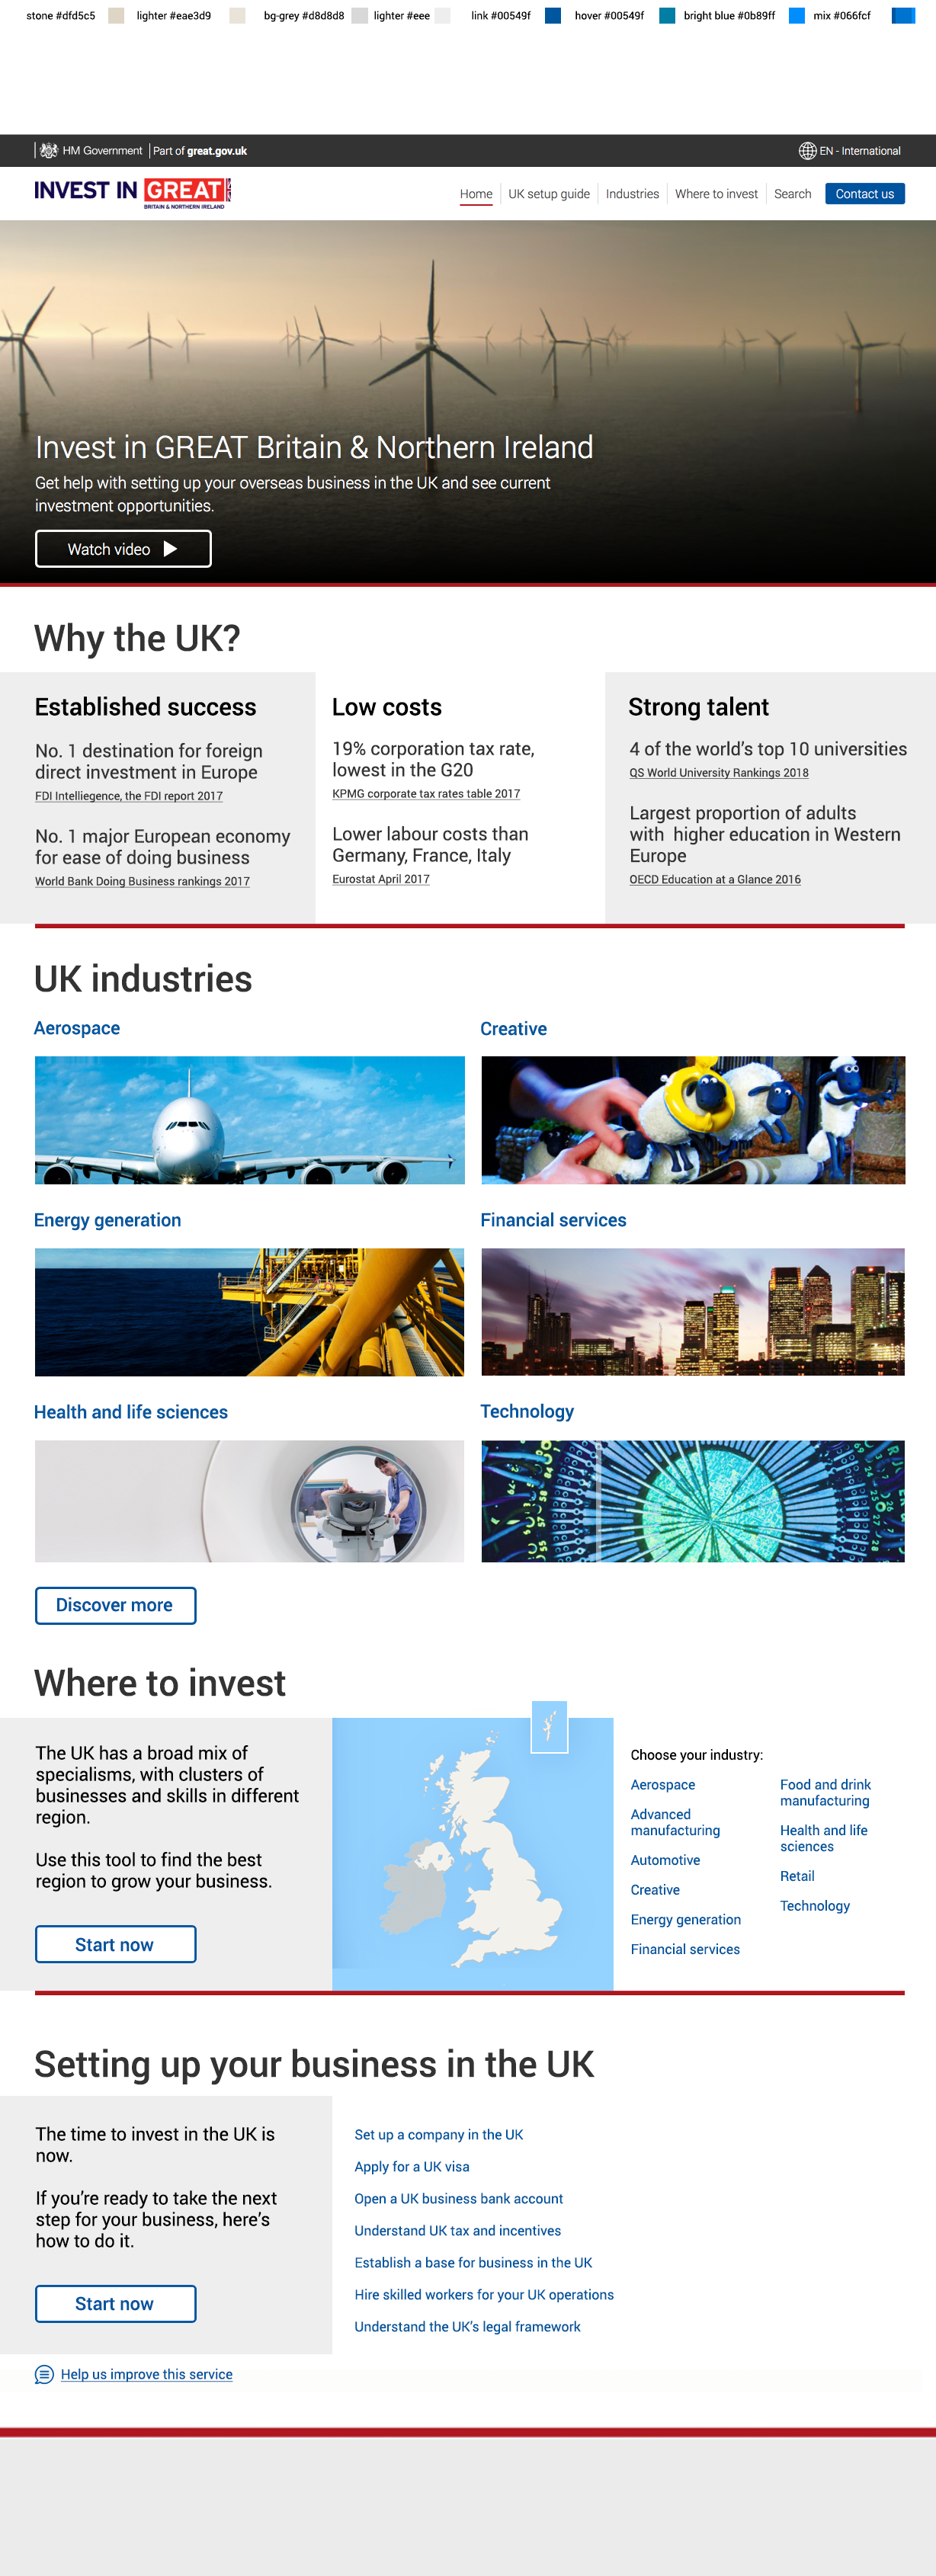 stone #dfd5c5 lighter #eae3d9 bg-grey #d8d8d8 lighter #eee link #00549f hover #00549f bright blue #0b89ff mix #066fcf
HM Government Part of great.gov.uk EN - International
INVEST IN GREAT
BRITAIN & NORTHERN IRELAND
Home UK setup guide Industries Where to invest Search Contact us
Invest in GREAT Britain & Northern Ireland
Get help with setting up your overseas business in the UK and see current
investment opportunities.
Watch video
Why the UK?
Established success
No. 1 destination for foreign
direct investment in Europe
FDI Intelliegence, the FDI report 2017
No. 1 major European economy
for ease of doing business
World Bank Doing Business rankings 2017
Low costs
19% corporation tax rate,
lowest in the G20
KPMG corporate tax rates table 2017
Lower labour costs than
Germany, France, Italy
Eurostat April 2017
Strong talent
4 of the world's top 10 universities
QS World University Rankings 2018
Largest proportion of adults
with higher education in Western
Europe
OECD Education at a Glance 2016
UK industries
Aerospace
Creative
Energy generation
Financial services
Health and life sciences
Technology
Discover more
Where to invest
The UK has a broad mix of
specialisms, with clusters of
businesses and skills in different
region.
Use this tool to find the best
region to grow your business.
Start now
Choose your industry:
Aerospace
Advanced
manufacturing
Automotive
Creative
Energy generation
Financial services
Food and drink
manufacturing
Health and life
sciences
Retail
Technology
Setting up your business in the UK
The time to invest in the UK is
now.
If you're ready to take the next
step for your business, here's
how to do it.
Start now
Set up a company in the UK
Apply for a UK visa
Open a UK business bank account
Understand UK tax and incentives
Establish a base for business in the UK
Hire skilled workers for your UK operations
Understand the UK's legal framework
Help us improve this service